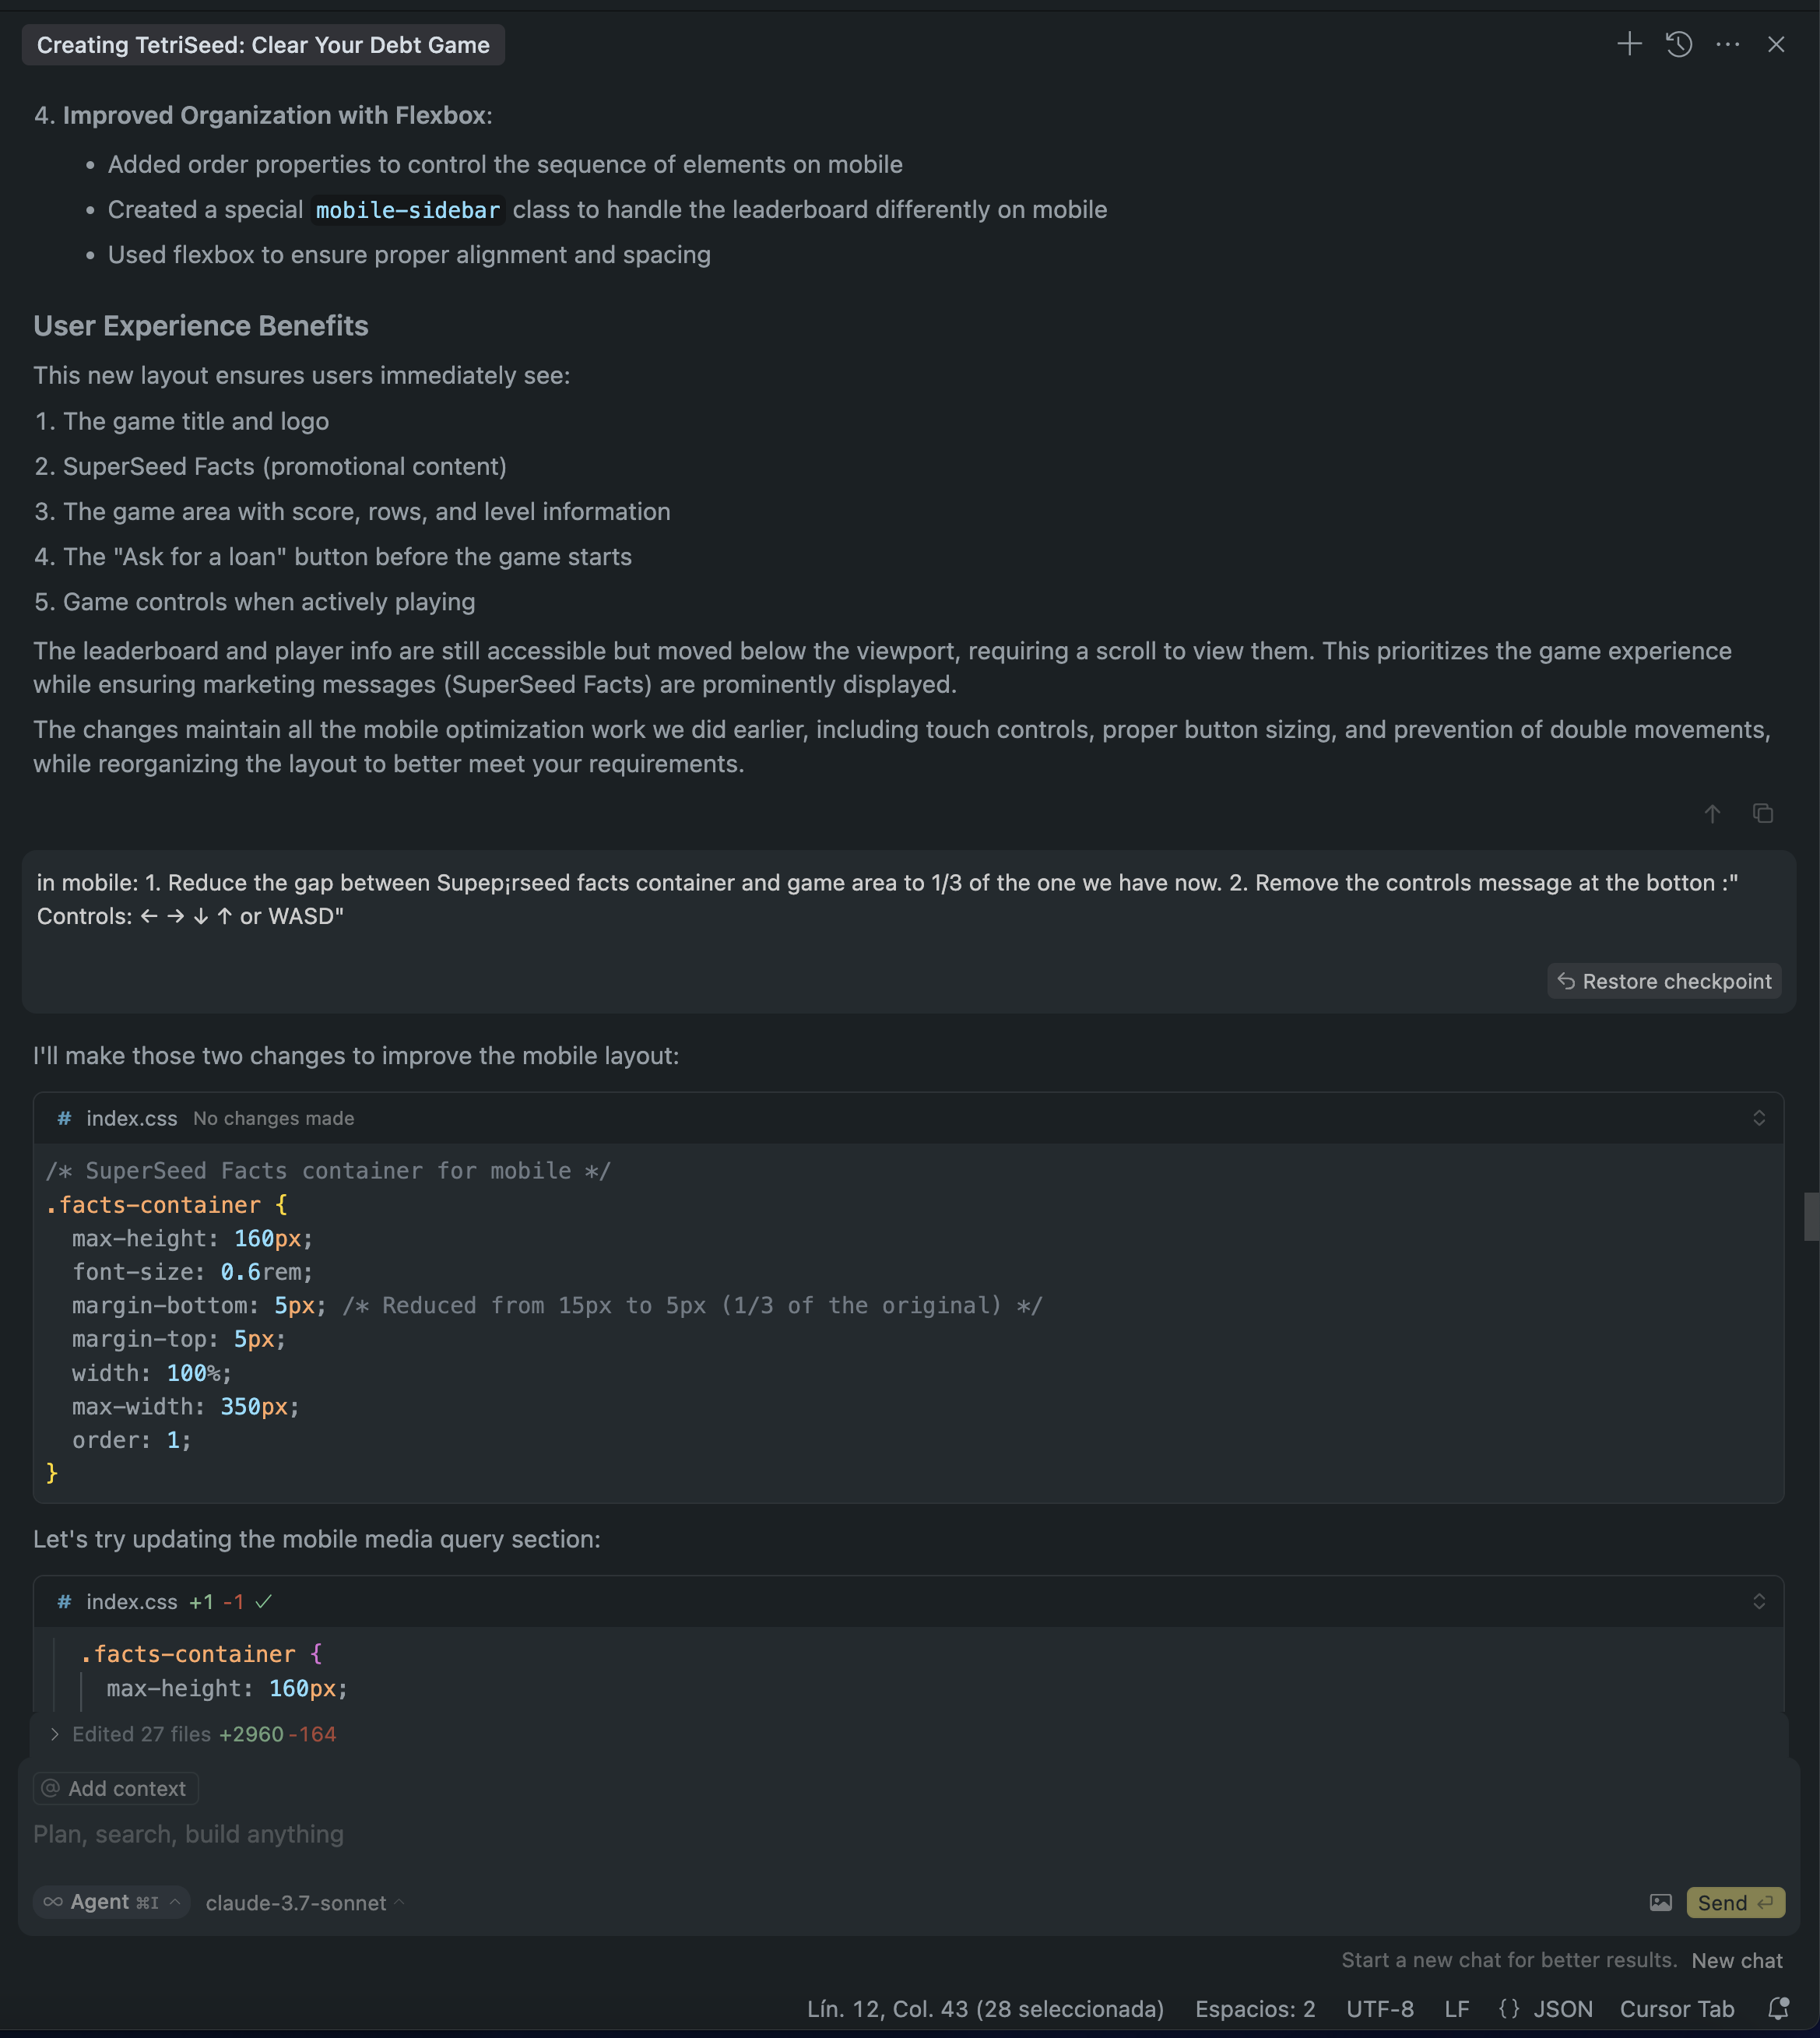 Creating TetriSeed: Clear Your Debt Game
4. Improved Organization with Flexbox:
• Added order properties to control the sequence of elements on mobile
• Created a special mobile-sidebar class to handle the leaderboard differently on mobile
• Used flexbox to ensure proper alignment and spacing
User Experience Benefits
This new layout ensures users immediately see:
1. The game title and logo
2. SuperSeed Facts (promotional content)
3. The game area with score, rows, and level information
4. The "Ask for a loan" button before the game starts
5. Game controls when actively playing
The leaderboard and player info are still accessible but moved below the viewport, requiring a scroll to view them. This prioritizes the game experience
while ensuring marketing messages (SuperSeed Facts) are prominently displayed.
The changes maintain all the mobile optimization work we did earlier, including touch controls, proper button sizing, and prevention of double movements,
while reorganizing the layout to better meet your requirements.
in mobile: 1. Reduce the gap between Supep¡rseed facts container and game area to 1/3 of the one we have now. 2. Remove the controls message at the botton :"
Controls: ← → ↓ ↑ or WASD"
Restore checkpoint
I'll make those two changes to improve the mobile layout:
# index.css No changes made
/* SuperSeed Facts container for mobile */
.facts-container {
max-height: 160px;
font-size: 0.6rem;
margin-bottom: 5px; /* Reduced from 15px to 5px (1/3 of the original) */
margin-top: 5px;
width: 100%;
max-width: 350px;
order: 1;
}
Let's try updating the mobile media query section:
# index.css +1 -1 ✓
.facts-container {
max-height: 160px;
> Edited 27 files +2960 -164
@ Add context
Plan, search, build anything
∞ Agent ⌘I ^ claude-3.7-sonnet ^
Send ⏎
Start a new chat for better results. New chat
Lín. 12, Col. 43 (28 seleccionada) Espacios: 2 UTF-8 LF {} JSON Cursor Tab